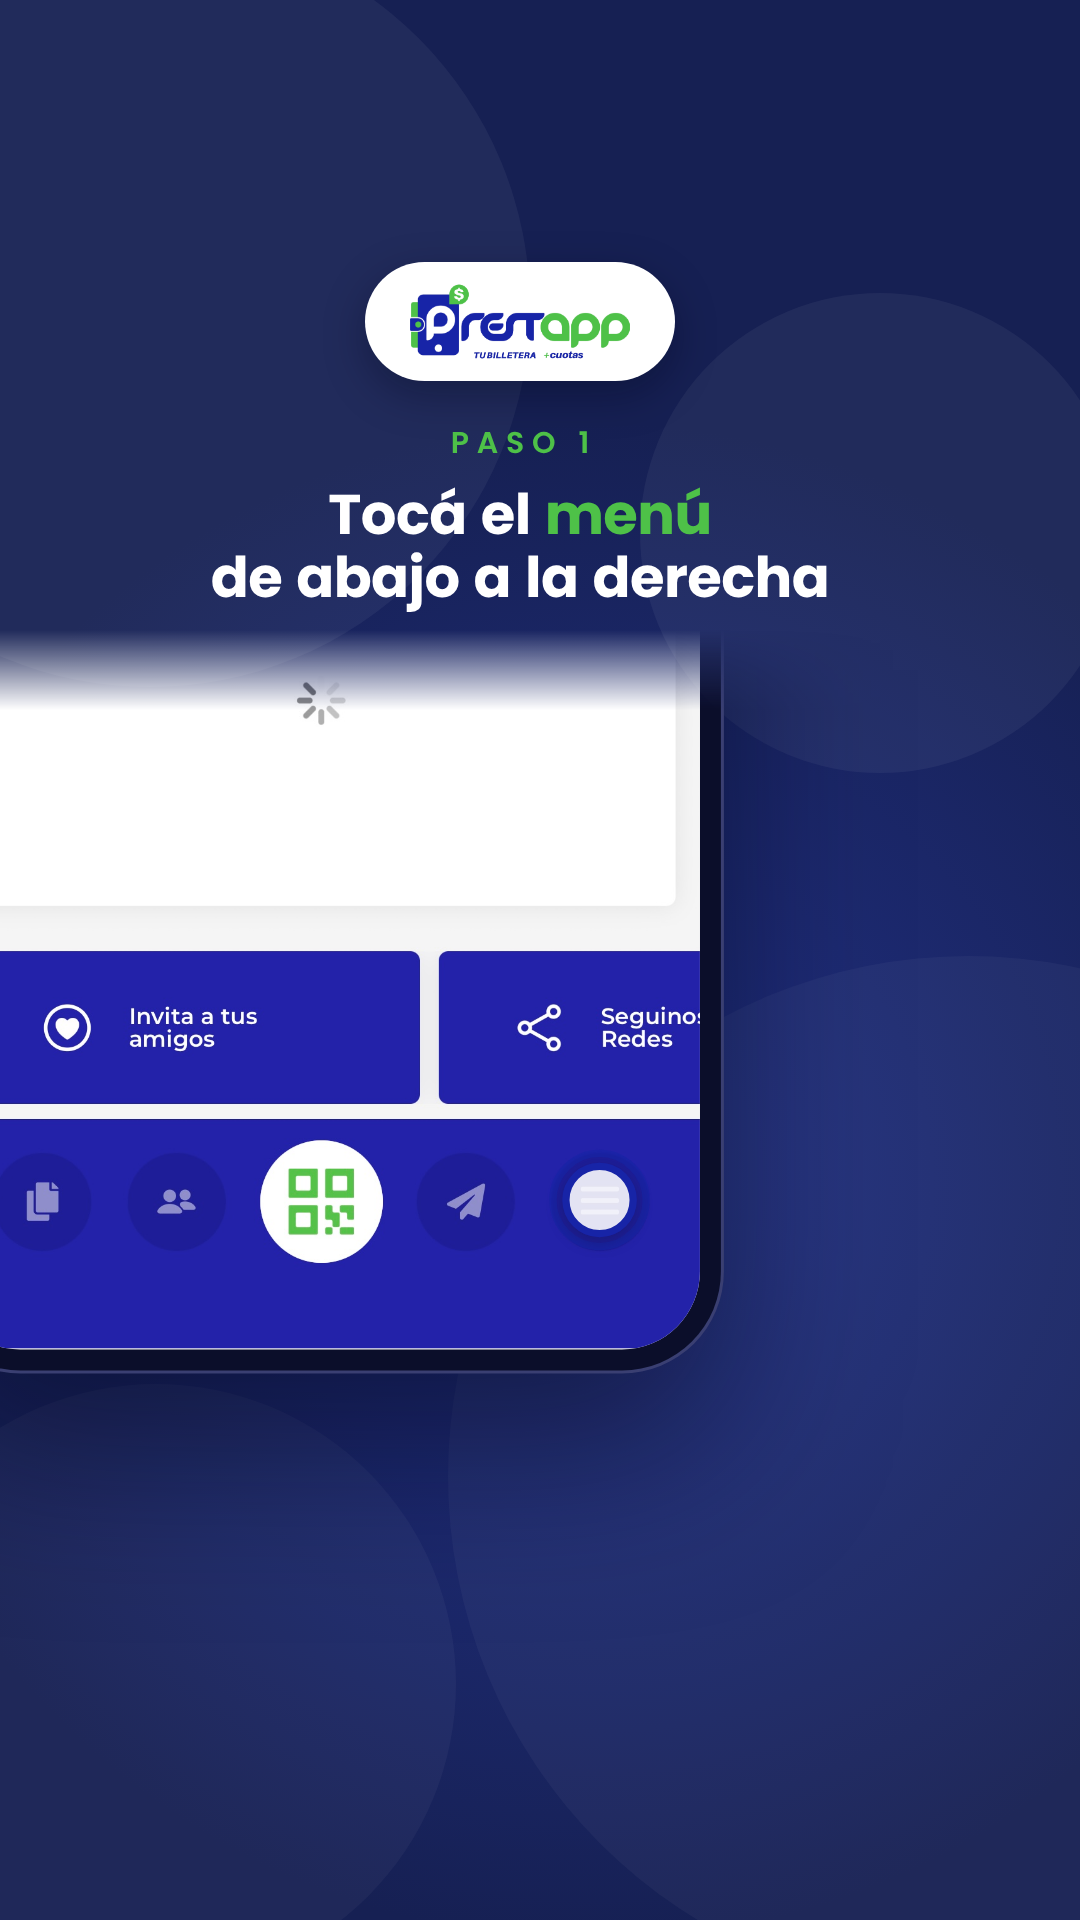 Prestapp
TU BILLETERA +cuotas
PASO 1
Tocá el menú
de abajo a la derecha
Invita a tus
amigos
Seguinos
Redes